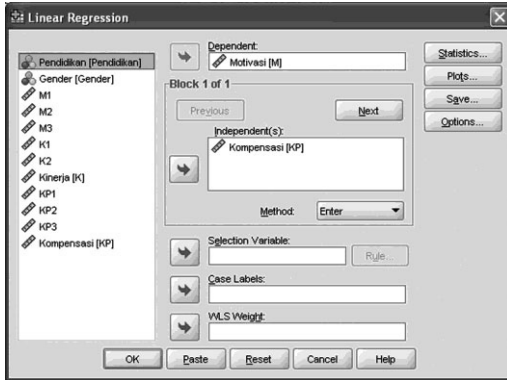 Linear Regression
Pendidikan [Pendidikan]
Gender [Gender]
M1
M2
M3
K1
K2
Kinerja [K]
KP1
KP2
KP3
Kompensasi [KP]
Dependent:
Motivasi [M]
Block 1 of 1
Previous
Next
Independent(s):
Kompensasi [KP]
Method:
Enter
Selection Variable:
Rule...
Case Labels:
WLS Weight:
Statistics...
Plots...
Save...
Options...
OK
Paste
Reset
Cancel
Help